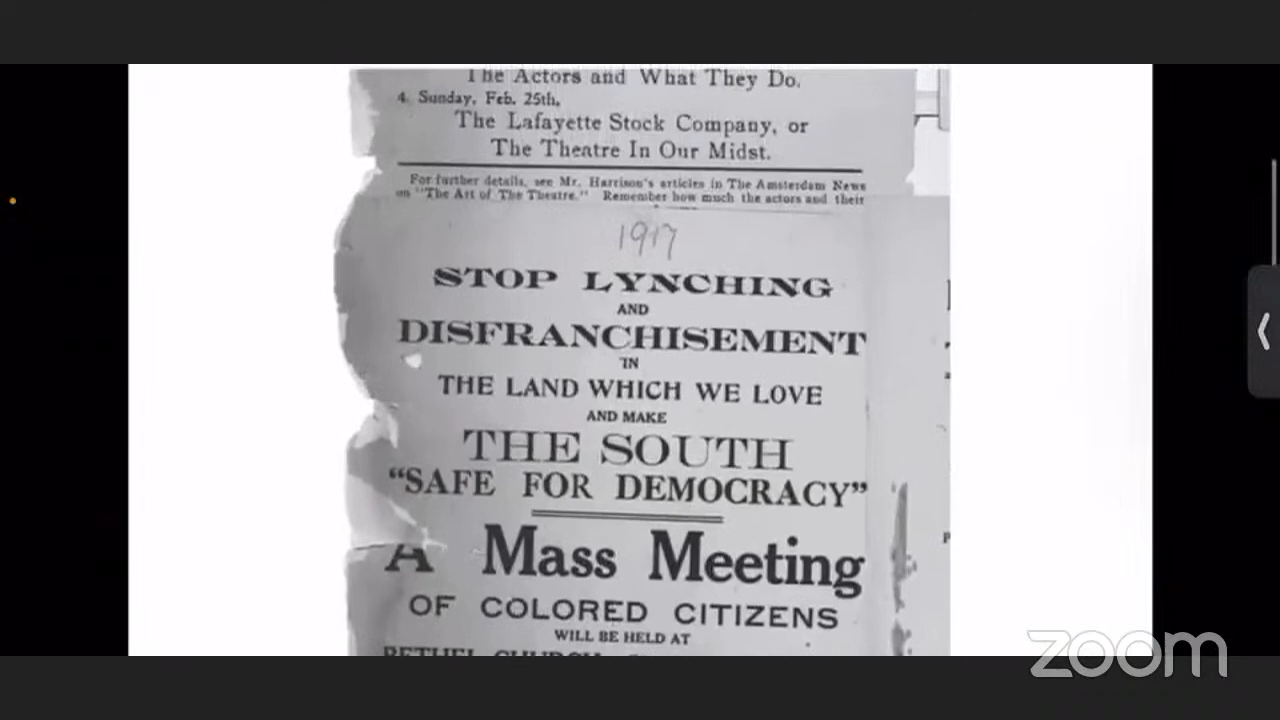 The Actors and What They Do.
4. Sunday, Feb. 25th,
The Lafayette Stock Company, or
The Theatre In Our Midst.
For further details, see Mr. Harrison's articles in The Amsterdam News
on "The Art of The Theatre." Remember how much the actors and their
1917
STOP LYNCHING
AND
DISFRANCHISEMENT
IN
THE LAND WHICH WE LOVE
AND MAKE
THE SOUTH
"SAFE FOR DEMOCRACY"
A Mass Meeting
OF COLORED CITIZENS
WILL BE HELD AT
BETHEL CHURCH
zoom